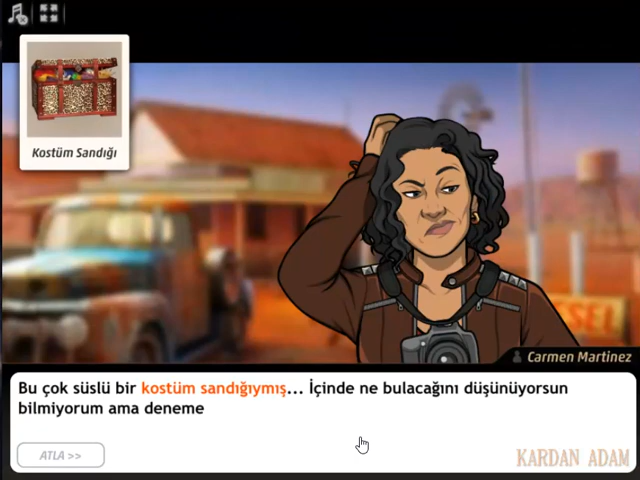 Kostüm Sandığı
SEL
Carmen Martinez
Bu çok süslü bir kostüm sandığıymış... İçinde ne bulacağını düşünüyorsun
bilmiyorum ama deneme
ATLA >>
KARDAN ADAM